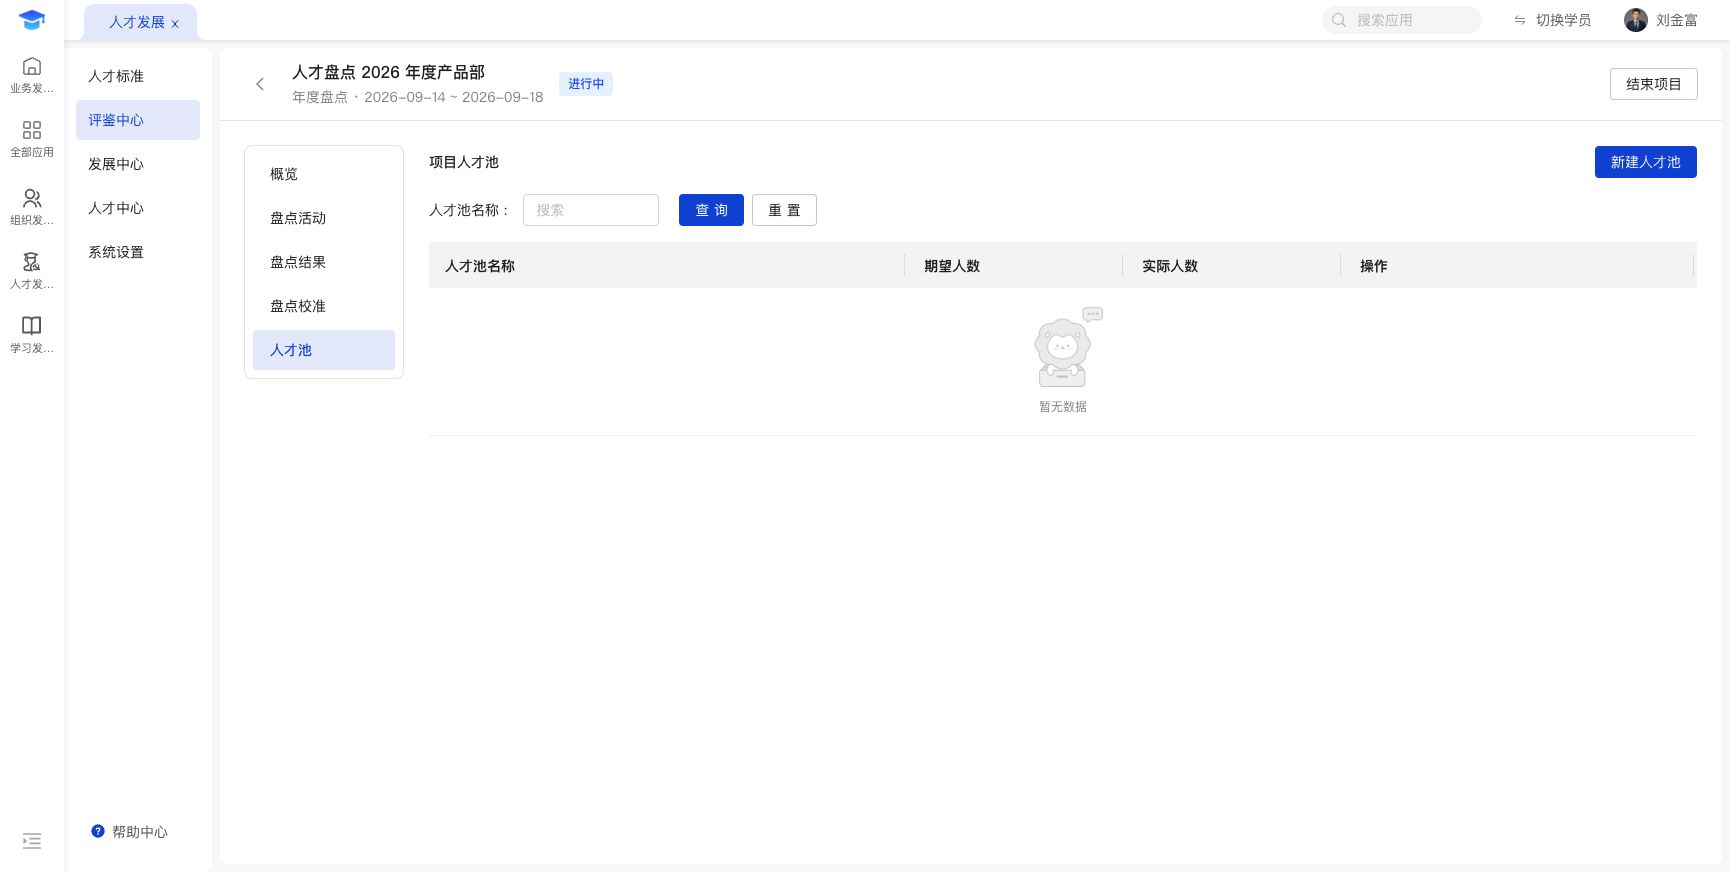 人才发展 x
搜索应用
切换学员
刘金富
业务发...
全部应用
组织发...
人才发...
学习发...
人才标准
评鉴中心
发展中心
人才中心
系统设置
帮助中心
人才盘点 2026 年度产品部
年度盘点 · 2026-09-14 ~ 2026-09-18
进行中
结束项目
概览
盘点活动
盘点结果
盘点校准
人才池
项目人才池
新建人才池
人才池名称： 搜索 查 询 重 置
人才池名称 期望人数 实际人数 操作
暂无数据